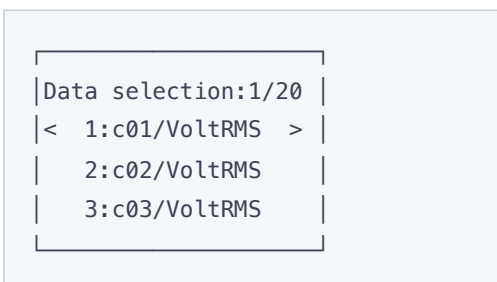 Data selection:1/20
< 1:c01/VoltRMS >
2:c02/VoltRMS
3:c03/VoltRMS